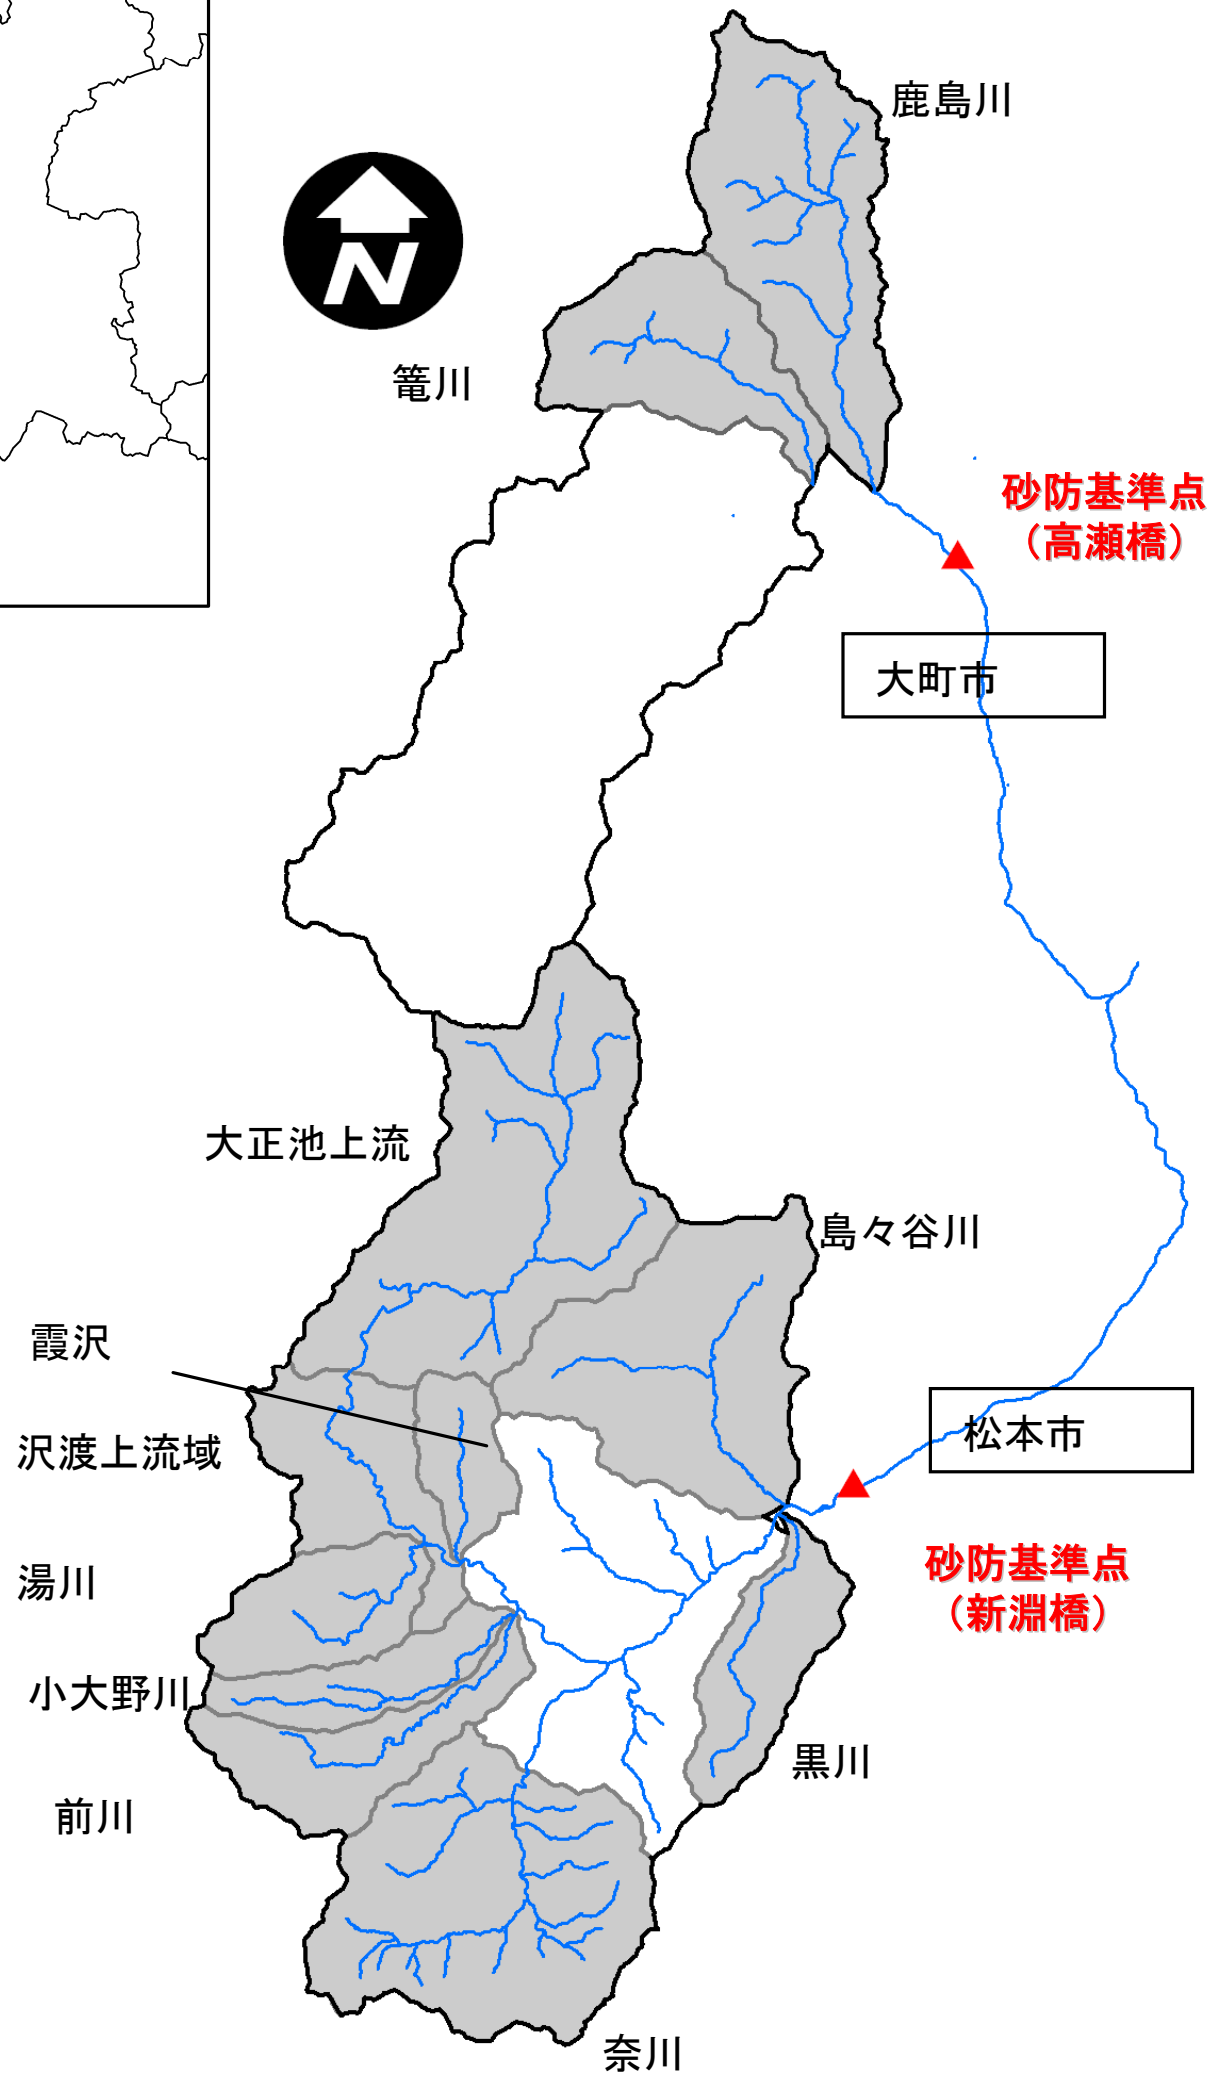 鹿島川
N
篭川
砂防基準点
（高瀬橋）
大町市
大正池上流
島々谷川
霞沢
松本市
沢渡上流域
砂防基準点
（新淵橋）
湯川
小大野川
黒川
前川
奈川